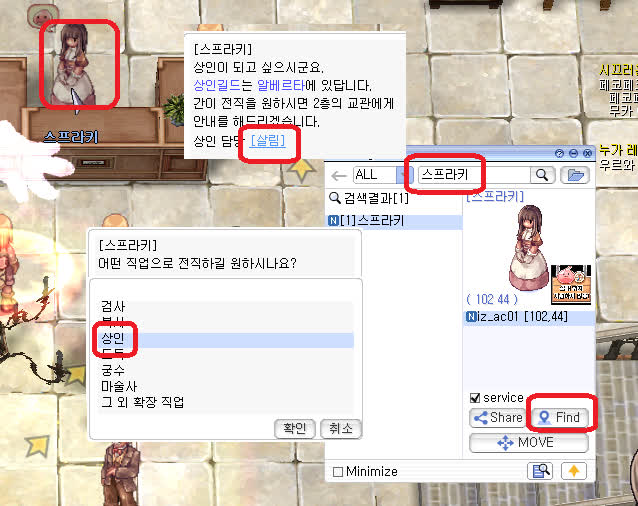 [스프라키]
상인이 되고 싶으시군요.
상인길드는 알베르타에 있답니다.
간이 전직을 원하시면 2층의 교관에게
안내를 해드리겠습니다.
상인 담당 [살림]
스프라키
시끄러운
페코페코
페코페
무카
누가 레
우르와
ALL
스프라키
검색결과[1]
N[1]스프라키
[스프라키]
( 102 44 )
N iz_ac01 [102,44]
service
Share
Find
MOVE
Minimize
[스프라키]
어떤 직업으로 전직하길 원하시나요?
검사
복사
상인
도둑
궁수
마술사
그 외 확장 직업
확인
취소